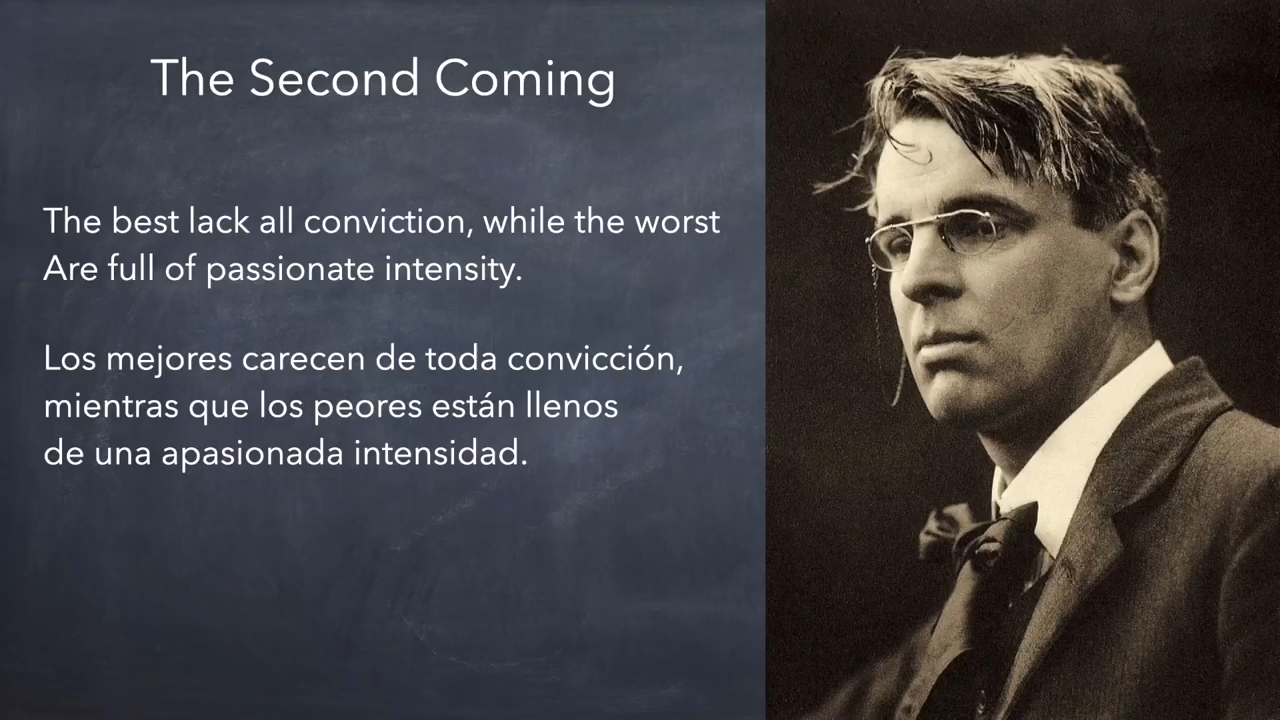 The Second Coming
The best lack all conviction, while the worst
Are full of passionate intensity.
Los mejores carecen de toda convicción,
mientras que los peores están llenos
de una apasionada intensidad.